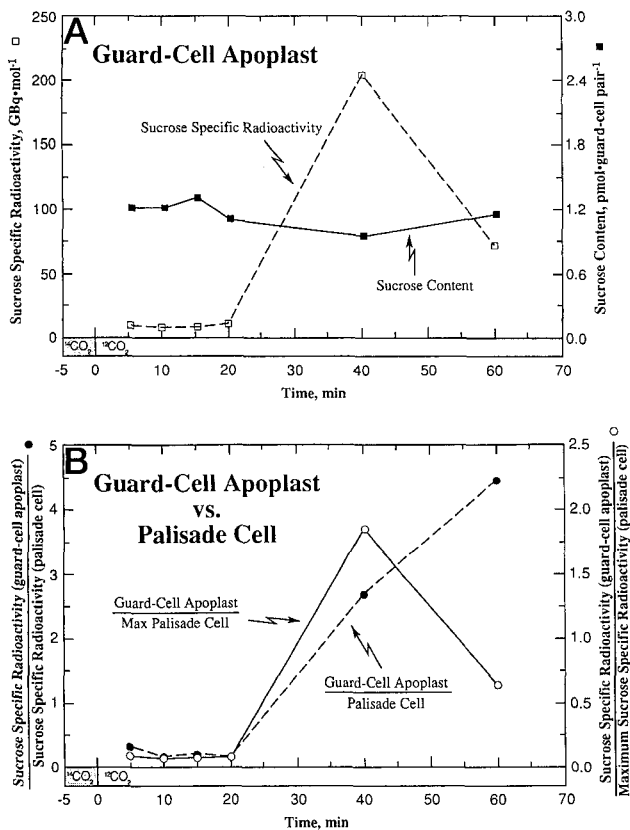 A
Guard-Cell Apoplast
Sucrose Specific Radioactivity, GBq•mol⁻¹
250
200
150
100
50
0
3.0
2.4
1.8
1.2
0.6
0.0
Sucrose Content, pmol•guard-cell pair⁻¹
Sucrose Specific Radioactivity
Sucrose Content
¹⁴CO₂ ¹²CO₂
-5 0 10 20 30 40 50 60 70
Time, min
B
Guard-Cell Apoplast
vs.
Palisade Cell
Sucrose Specific Radioactivity (guard-cell apoplast)
Sucrose Specific Radioactivity (palisade cell)
5
4
3
2
1
0
2.5
2.0
1.5
1.0
0.5
0.0
Sucrose Specific Radioactivity (guard-cell apoplast)
Maximum Sucrose Specific Radioactivity (palisade cell)
Guard-Cell Apoplast
Max Palisade Cell
Guard-Cell Apoplast
Palisade Cell
¹⁴CO₂ ¹²CO₂
-5 0 10 20 30 40 50 60 70
Time, min